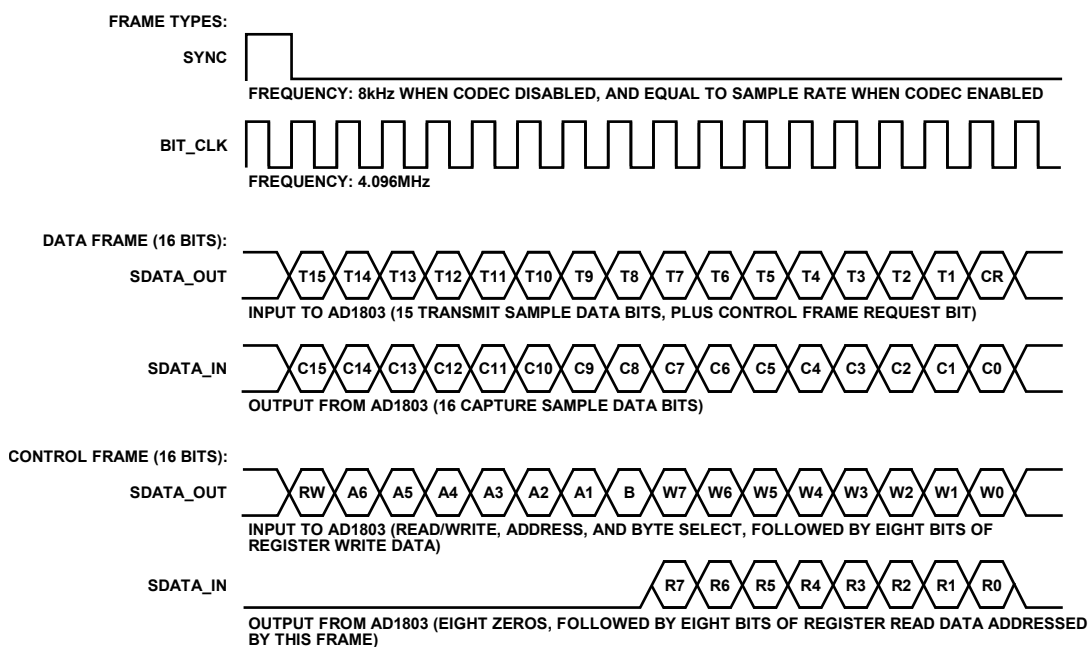 FRAME TYPES:
SYNC
FREQUENCY: 8kHz WHEN CODEC DISABLED, AND EQUAL TO SAMPLE RATE WHEN CODEC ENABLED
BIT_CLK
FREQUENCY: 4.096MHz
DATA FRAME (16 BITS):
SDATA_OUT
T15 T14 T13 T12 T11 T10 T9 T8 T7 T6 T5 T4 T3 T2 T1 CR
INPUT TO AD1803 (15 TRANSMIT SAMPLE DATA BITS, PLUS CONTROL FRAME REQUEST BIT)
SDATA_IN
C15 C14 C13 C12 C11 C10 C9 C8 C7 C6 C5 C4 C3 C2 C1 C0
OUTPUT FROM AD1803 (16 CAPTURE SAMPLE DATA BITS)
CONTROL FRAME (16 BITS):
SDATA_OUT
RW A6 A5 A4 A3 A2 A1 B W7 W6 W5 W4 W3 W2 W1 W0
INPUT TO AD1803 (READ/WRITE, ADDRESS, AND BYTE SELECT, FOLLOWED BY EIGHT BITS OF
REGISTER WRITE DATA)
SDATA_IN
R7 R6 R5 R4 R3 R2 R1 R0
OUTPUT FROM AD1803 (EIGHT ZEROS, FOLLOWED BY EIGHT BITS OF REGISTER READ DATA ADDRESSED
BY THIS FRAME)